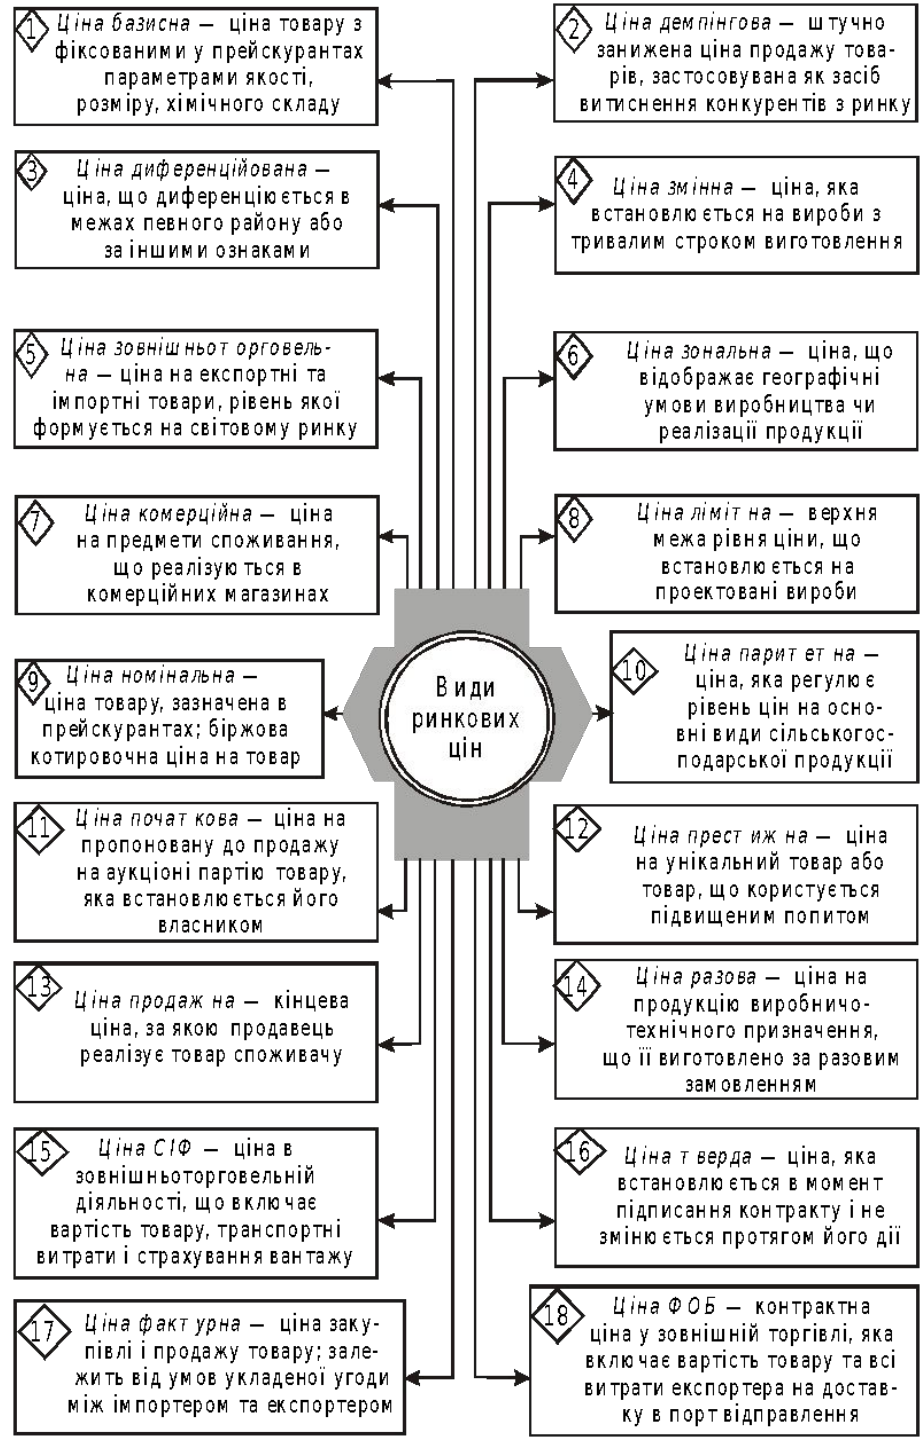 1
Ціна базисна — ціна товару з
фіксованими у прейскурантах
параметрами якості,
розміру, хімічного складу
2
Ціна демпінгова — штучно
занижена ціна продажу това-
рів, застосовувана як засіб
витиснення конкурентів з ринку
3
Ціна диференційована —
ціна, що диференціюється в
межах певного району або
за іншими ознаками
4
Ціна змінна — ціна, яка
встановлюється на вироби з
тривалим строком виготовлення
5
Ціна зовнішньоторговель-
на — ціна на експортні та
імпортні товари, рівень якої
формується на світовому ринку
6
Ціна зональна — ціна, що
відображає географічні
умови виробництва чи
реалізації продукції
7
Ціна комерційна — ціна
на предмети споживання,
що реалізуються в
комерційних магазинах
8
Ціна лімітна — верхня
межа рівня ціни, що
встановлюється на
проектовані вироби
Види
ринкових
цін
9
Ціна номінальна —
ціна товару, зазначена в
прейскурантах; біржова
котировочна ціна на товар
10
Ціна паритетна —
ціна, яка регулює
рівень цін на осно-
вні види сільськогос-
подарської продукції
11
Ціна початкова — ціна на
пропоновану до продажу
на аукціоні партію товару,
яка встановлюється його
власником
12
Ціна престижна — ціна
на унікальний товар або
товар, що користується
підвищеним попитом
13
Ціна продажна — кінцева
ціна, за якою продавець
реалізує товар споживачу
14
Ціна разова — ціна на
продукцію виробничо-
технічного призначення,
що її виготовлено за разовим
замовленням
15
Ціна СІФ — ціна в
зовнішньоторговельній
діяльності, що включає
вартість товару, транспортні
витрати і страхування вантажу
16
Ціна тверда — ціна, яка
встановлюється в момент
підписання контракту і не
змінюється протягом його дії
17
Ціна фактурна — ціна заку-
півлі і продажу товару; зале-
жить від умов укладеної угоди
між імпортером та експортером
18
Ціна ФОБ — контрактна
ціна у зовнішній торгівлі, яка
включає вартість товару та всі
витрати експортера на достав-
ку в порт відправлення